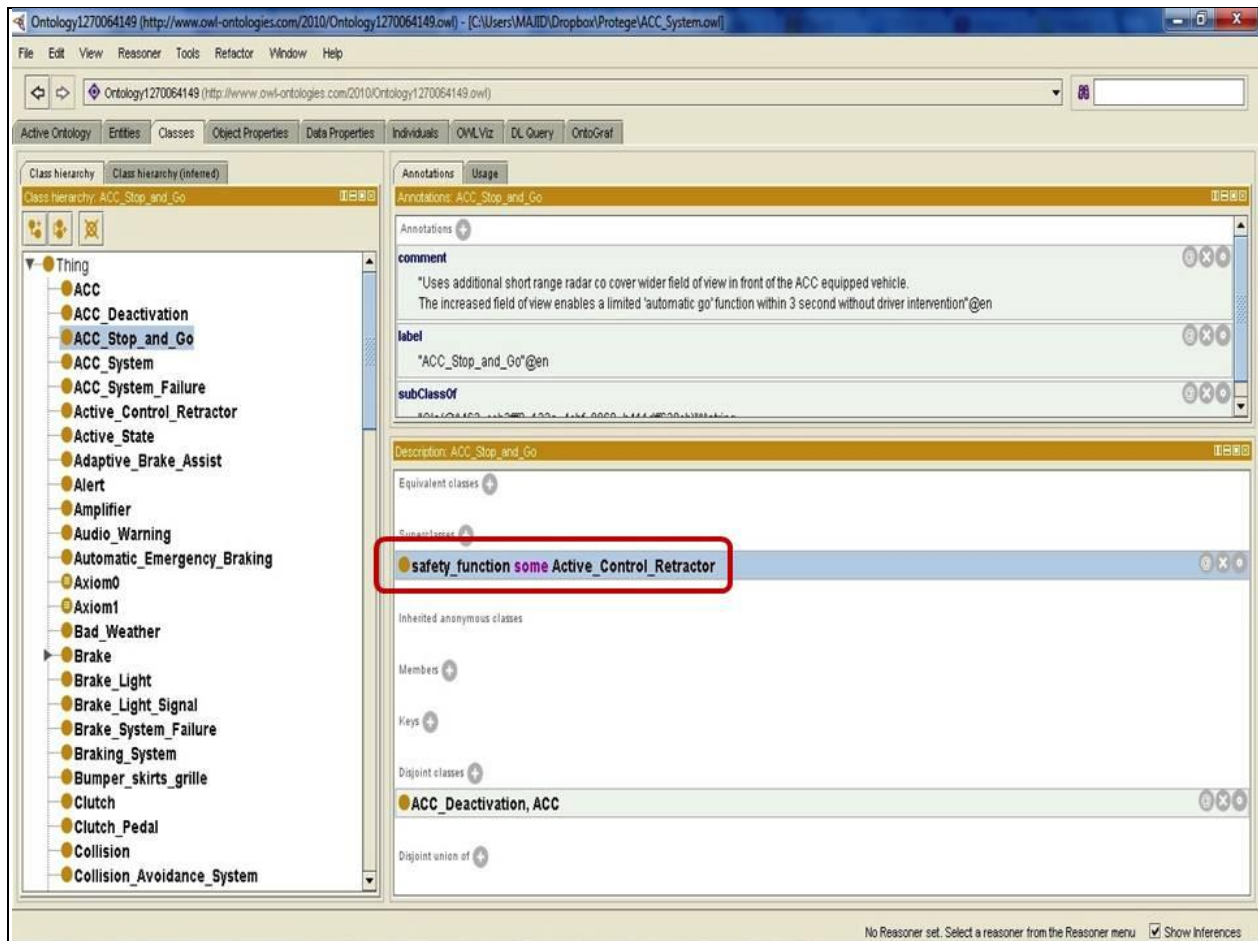 Ontology1270064149 (http://www.owl-ontologies.com/2010/Ontology1270064149.owl) - [C:\Users\MAJID\Dropbox\Protege\ACC_System.owl]
File Edit View Reasoner Tools Refactor Window Help
Ontology1270064149 (http://www.owl-ontologies.com/2010/Ontology1270064149.owl)
Active Ontology Entities Classes Object Properties Data Properties Individuals OWLViz DL Query OntoGraf
Class hierarchy Class hierarchy (inferred)
Class hierarchy: ACC_Stop_and_Go
Thing
ACC
ACC_Deactivation
ACC_Stop_and_Go
ACC_System
ACC_System_Failure
Active_Control_Retractor
Active_State
Adaptive_Brake_Assist
Alert
Amplifier
Audio_Warning
Automatic_Emergency_Braking
Axiom0
Axiom1
Bad_Weather
Brake
Brake_Light
Brake_Light_Signal
Brake_System_Failure
Braking_System
Bumper_skirts_grille
Clutch
Clutch_Pedal
Collision
Collision_Avoidance_System
Annotations Usage
Annotations: ACC_Stop_and_Go
Annotations
comment
"Uses additional short range radar co cover wider field of view in front of the ACC equipped vehicle.
The increased field of view enables a limited 'automatic go' function within 3 second without driver intervention"@en
label
"ACC_Stop_and_Go"@en
subClassOf
Description: ACC_Stop_and_Go
Equivalent classes
Superclasses
safety_function some Active_Control_Retractor
Inherited anonymous classes
Members
Keys
Disjoint classes
ACC_Deactivation, ACC
Disjoint union of
No Reasoner set. Select a reasoner from the Reasoner menu Show Inferences